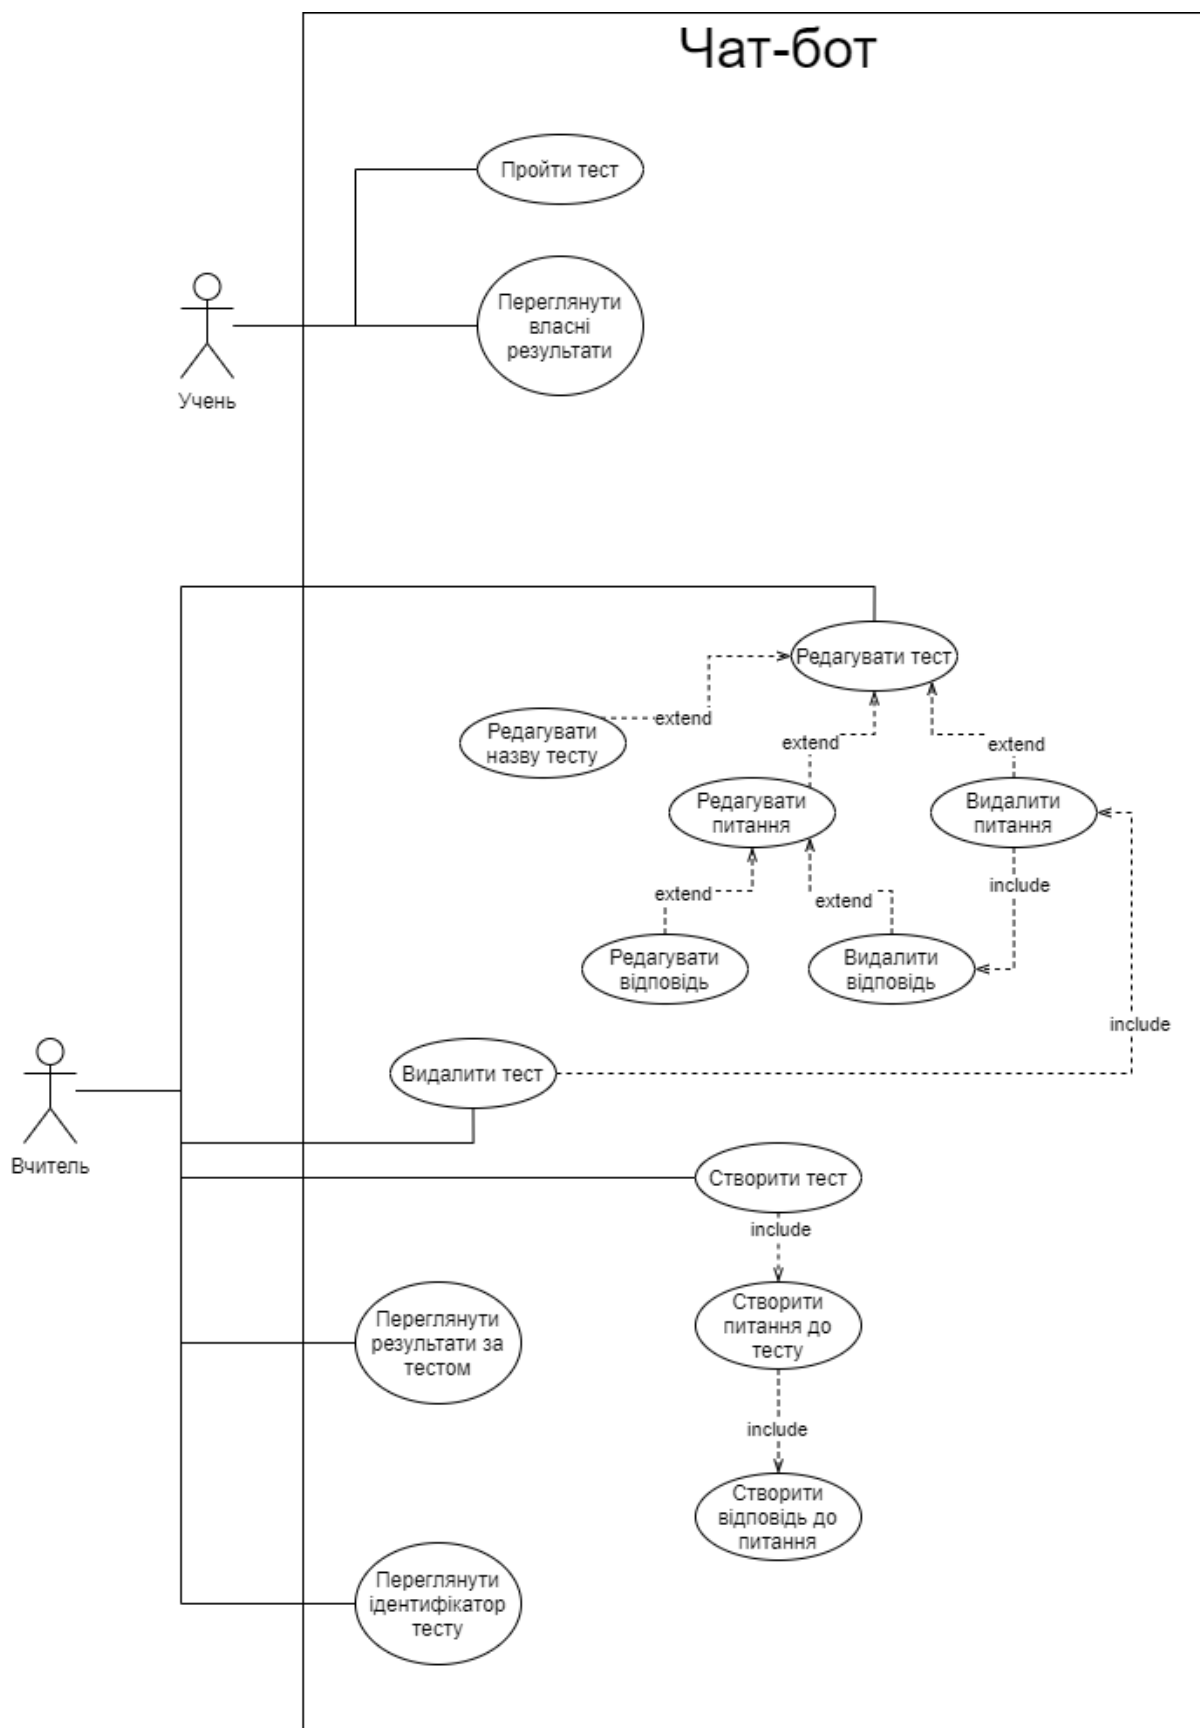 Чат-бот
Пройти тест
Переглянути
власні
результати
Учень
Редагувати тест
extend
Редагувати
назву тесту
extend
extend
Редагувати
питання
Видалити
питання
include
extend
extend
Редагувати
відповідь
Видалити
відповідь
include
Видалити тест
Вчитель
Створити тест
include
Переглянути
результати за
тестом
Створити
питання до
тесту
include
Створити
відповідь до
питання
Переглянути
ідентифікатор
тесту